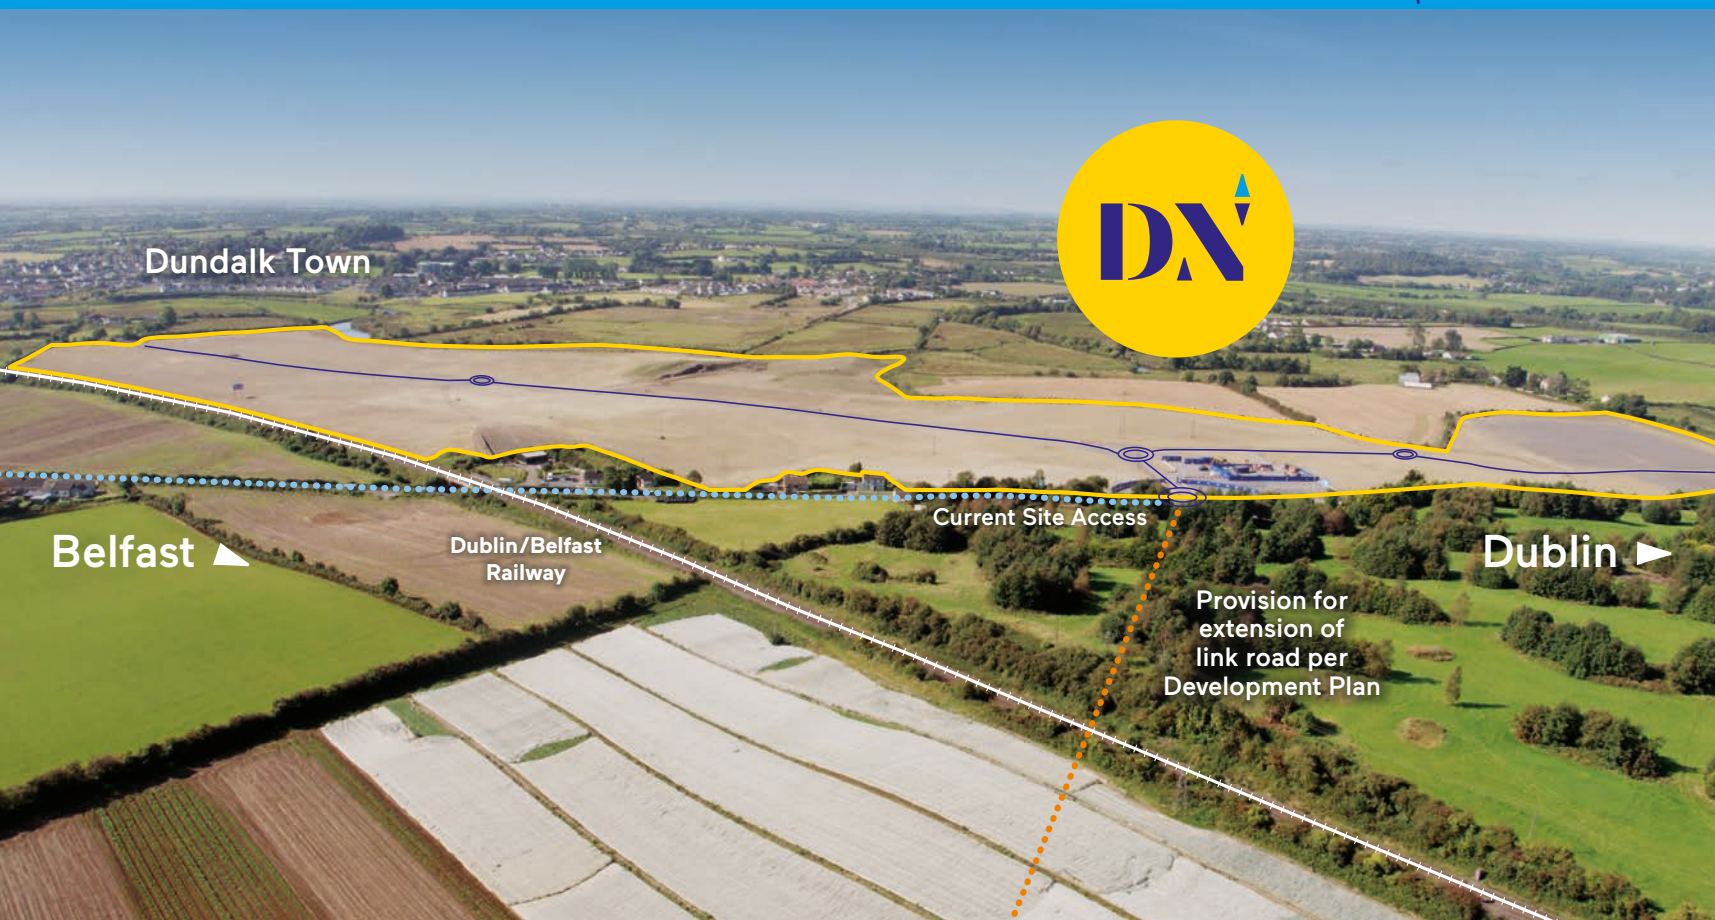 DN
Dundalk Town
Current Site Access
Belfast
Dublin/Belfast
Railway
Dublin
Provision for
extension of
link road per
Development Plan